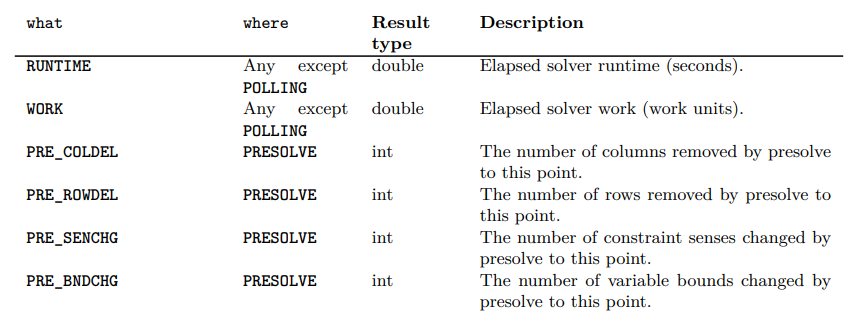 what where Result Description
type
RUNTIME Any except double Elapsed solver runtime (seconds).
POLLING
WORK Any except double Elapsed solver work (work units).
POLLING
PRE_COLDEL PRESOLVE int The number of columns removed by presolve
to this point.
PRE_ROWDEL PRESOLVE int The number of rows removed by presolve to
this point.
PRE_SENCHG PRESOLVE int The number of constraint senses changed by
presolve to this point.
PRE_BNDCHG PRESOLVE int The number of variable bounds changed by
presolve to this point.